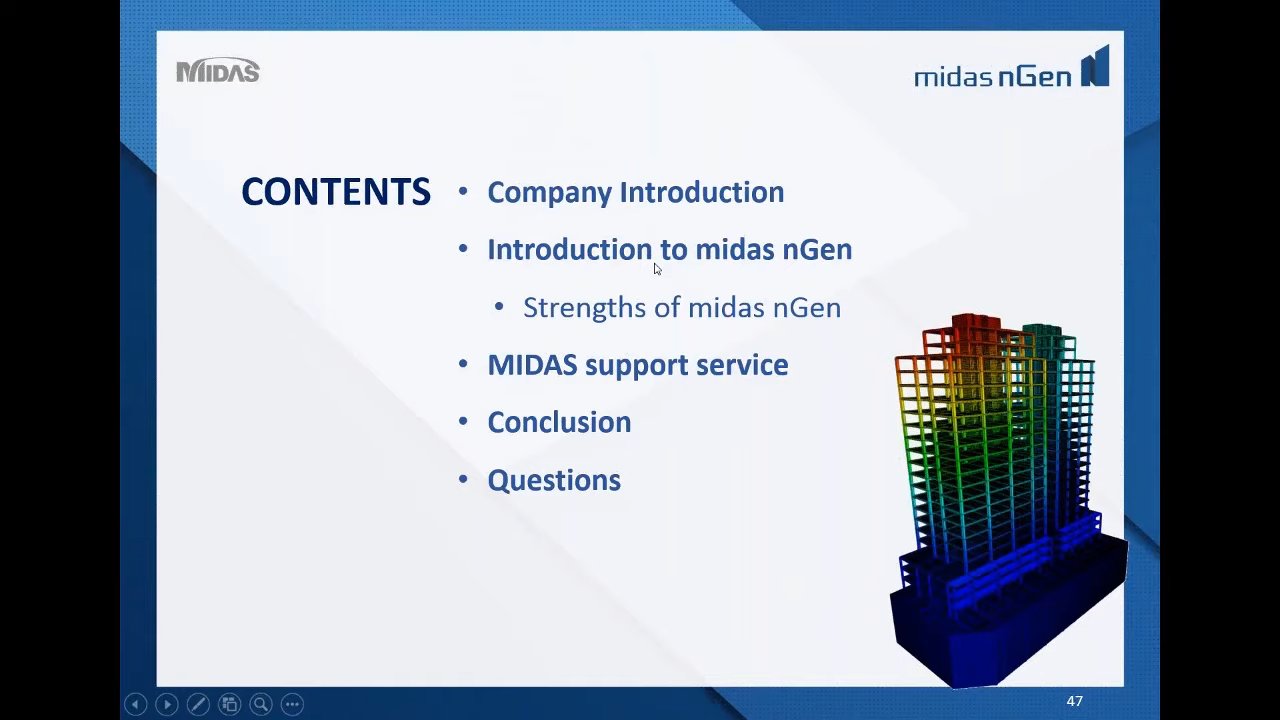 MIDAS
midas nGen
CONTENTS
• Company Introduction
• Introduction to midas nGen
• Strengths of midas nGen
• MIDAS support service
• Conclusion
• Questions
47